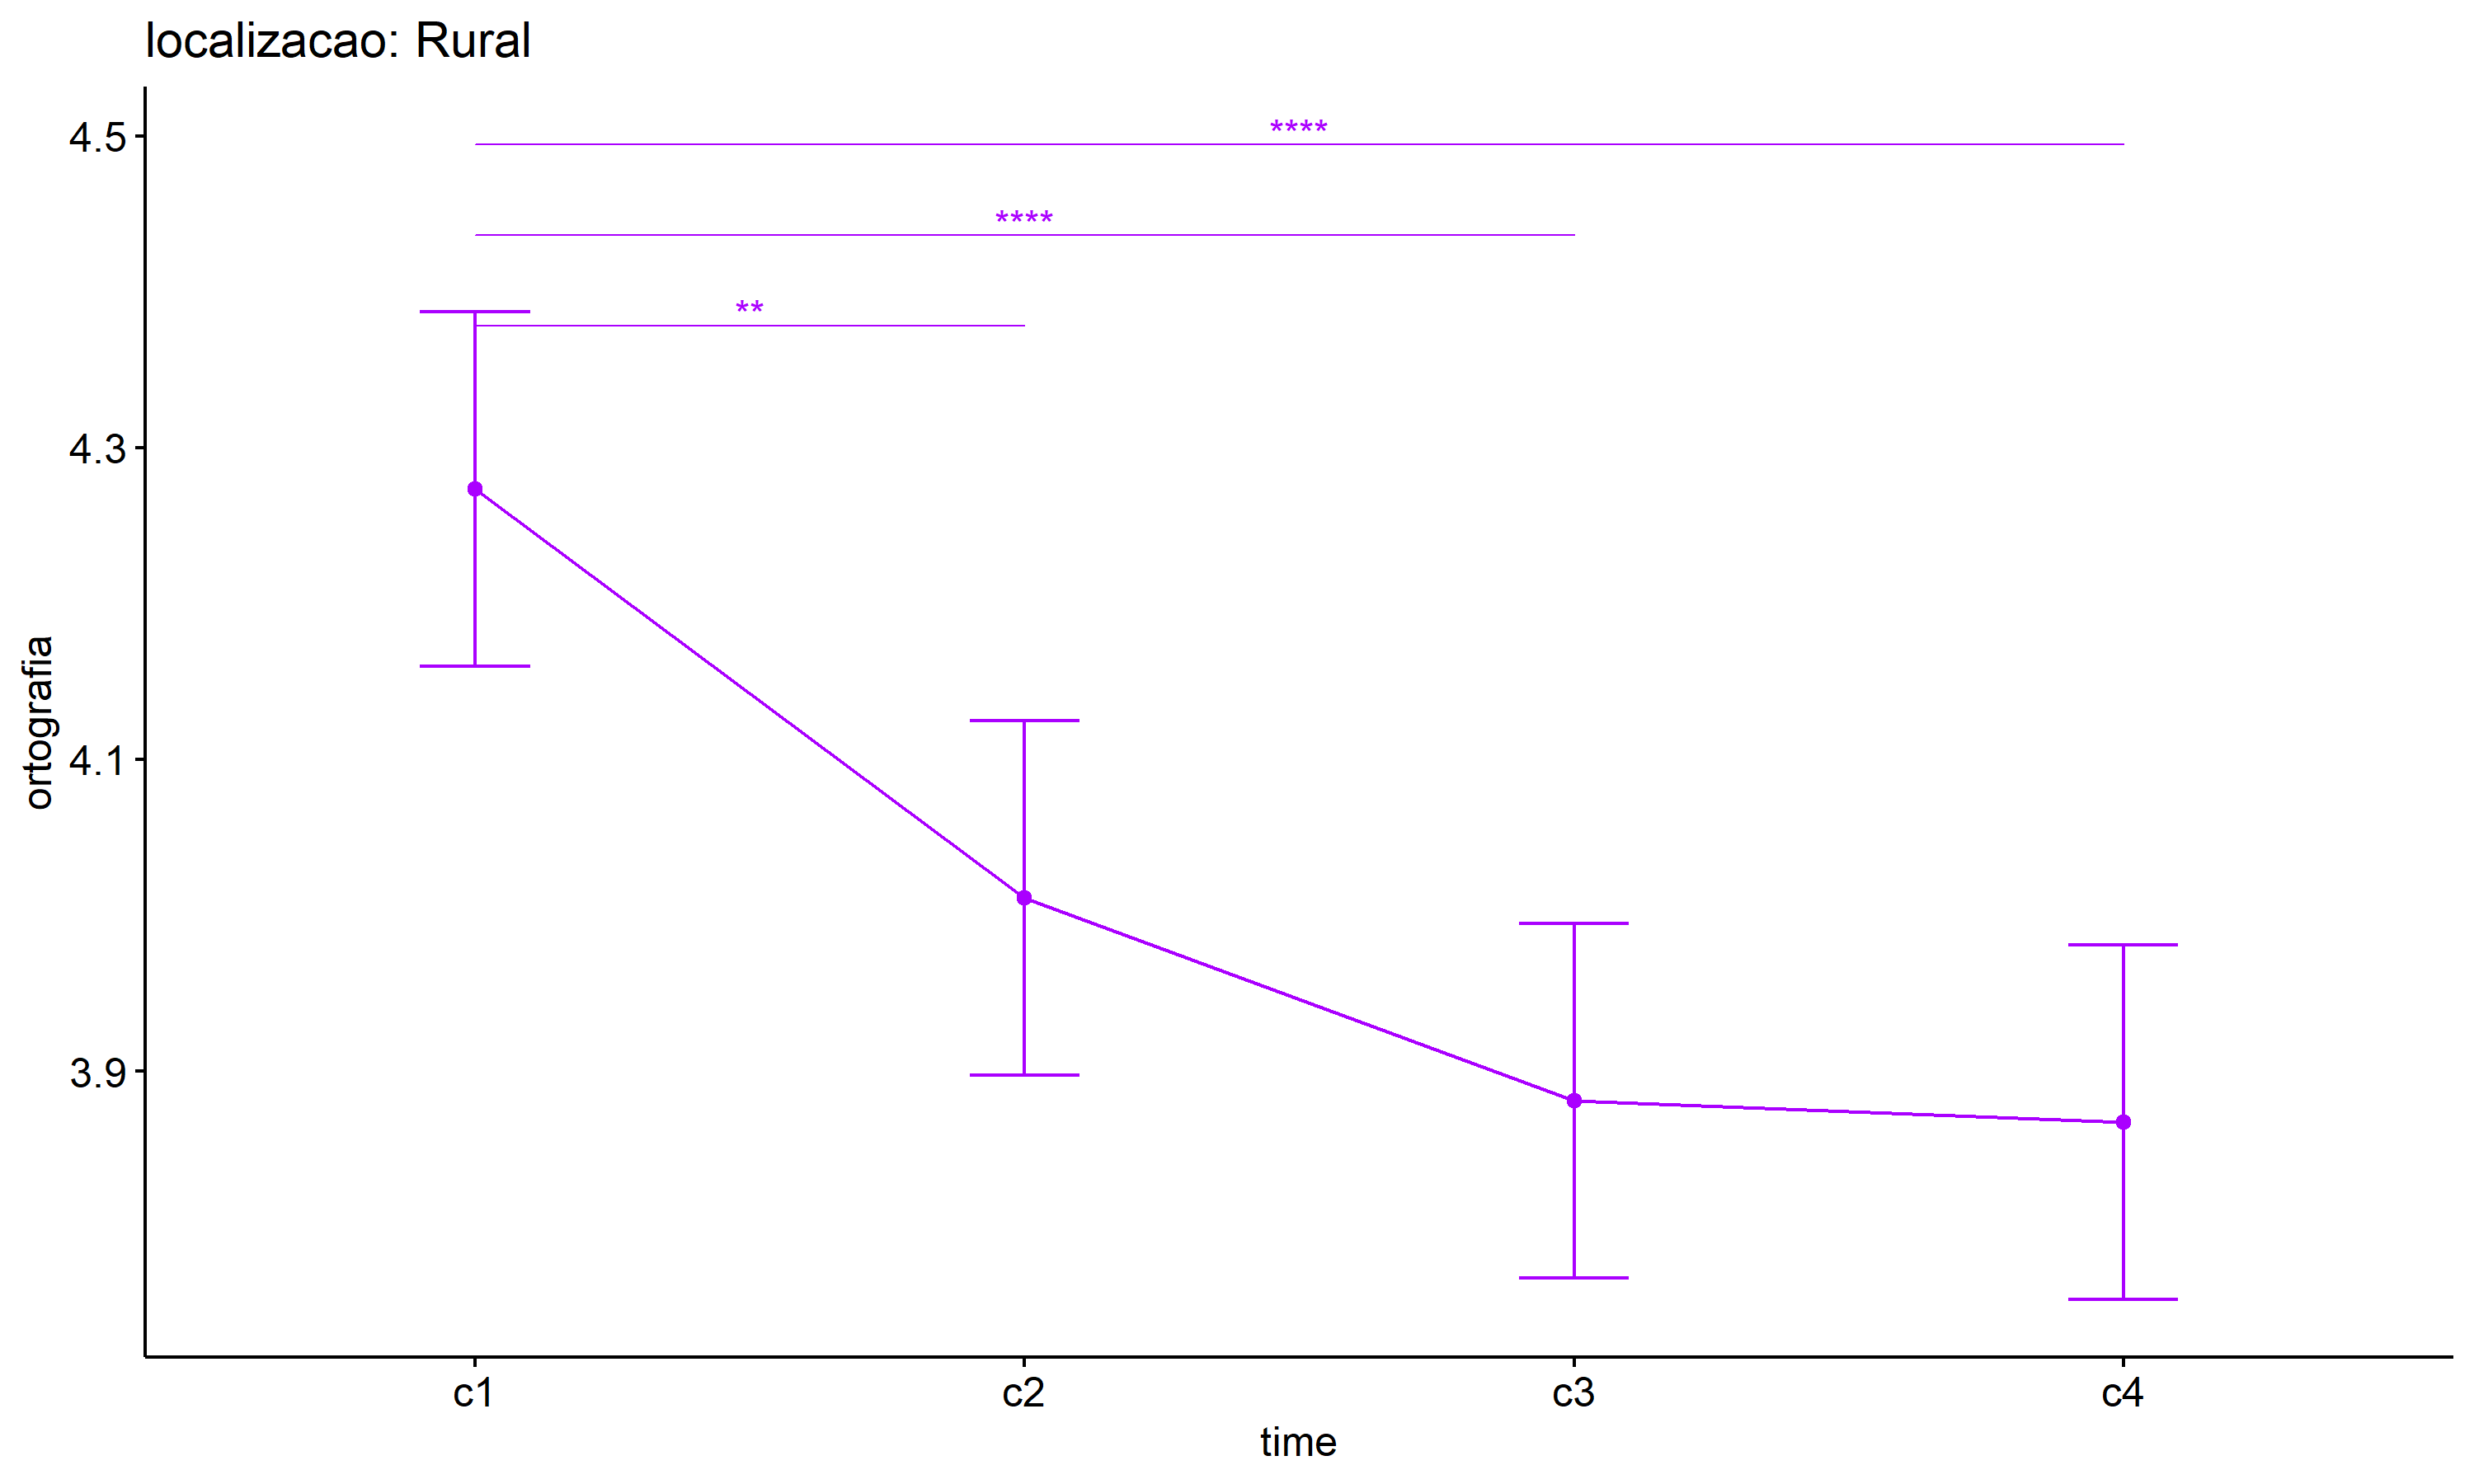 localizacao: Rural
4.5
4.3
4.1
3.9
ortografia
****
****
**
c1 c2 c3 c4
time